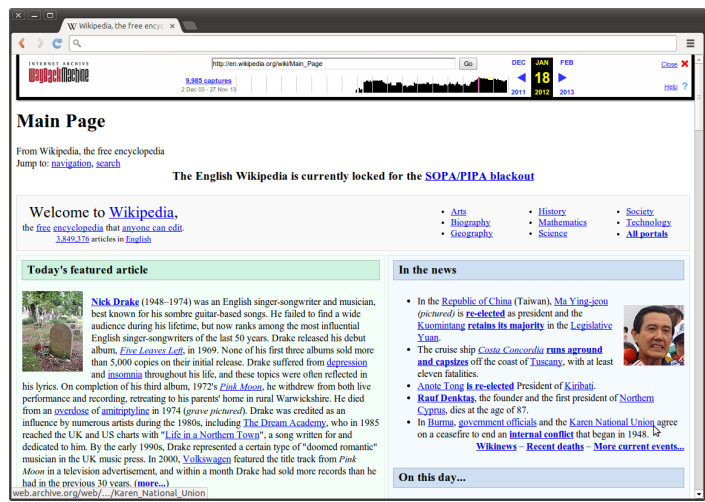 Wikipedia, the free encyc
INTERNET ARCHIVE
WayBackMachine
http://en.wikipedia.org/wiki/Main_Page
Go
9,985 captures
2 Dec 03 - 27 Nov 13
DEC JAN FEB
18
2011 2012 2013
Close
Help ?
Main Page
From Wikipedia, the free encyclopedia
Jump to: navigation, search
The English Wikipedia is currently locked for the SOPA/PIPA blackout
Welcome to Wikipedia,
the free encyclopedia that anyone can edit.
3,849,376 articles in English
• Arts
• Biography
• Geography
• History
• Mathematics
• Science
• Society
• Technology
• All portals
Today's featured article
Nick Drake (1948–1974) was an English singer-songwriter and musician,
best known for his sombre guitar-based songs. He failed to find a wide
audience during his lifetime, but now ranks among the most influential
English singer-songwriters of the last 50 years. Drake released his debut
album, Five Leaves Left, in 1969. None of his first three albums sold more
than 5,000 copies on their initial release. Drake suffered from depression
and insomnia throughout his life, and these topics were often reflected in
his lyrics. On completion of his third album, 1972's Pink Moon, he withdrew from both live
performance and recording, retreating to his parents' home in rural Warwickshire. He died
from an overdose of amitriptyline in 1974 (grave pictured). Drake was credited as an
influence by numerous artists during the 1980s, including The Dream Academy, who in 1985
reached the UK and US charts with "Life in a Northern Town", a song written for and
dedicated to him. By the early 1990s, Drake represented a certain type of "doomed romantic"
musician in the UK music press. In 2000, Volkswagen featured the title track from Pink
Moon in a television advertisement, and within a month Drake had sold more records than he
had in the previous 30 years. (more...)
In the news
• In the Republic of China (Taiwan), Ma Ying-jeou
(pictured) is re-elected as president and the
Kuomintang retains its majority in the Legislative
Yuan.
• The cruise ship Costa Concordia runs aground
and capsizes off the coast of Tuscany, with at least
eleven fatalities.
• Anote Tong is re-elected President of Kiribati.
• Rauf Denktaş, the founder and the first president of Northern
Cyprus, dies at the age of 87.
• In Burma, government officials and the Karen National Union agree
on a ceasefire to end an internal conflict that began in 1948.
Wikinews – Recent deaths – More current events...
On this day...
web.archive.org/web/.../Karen_National_Union